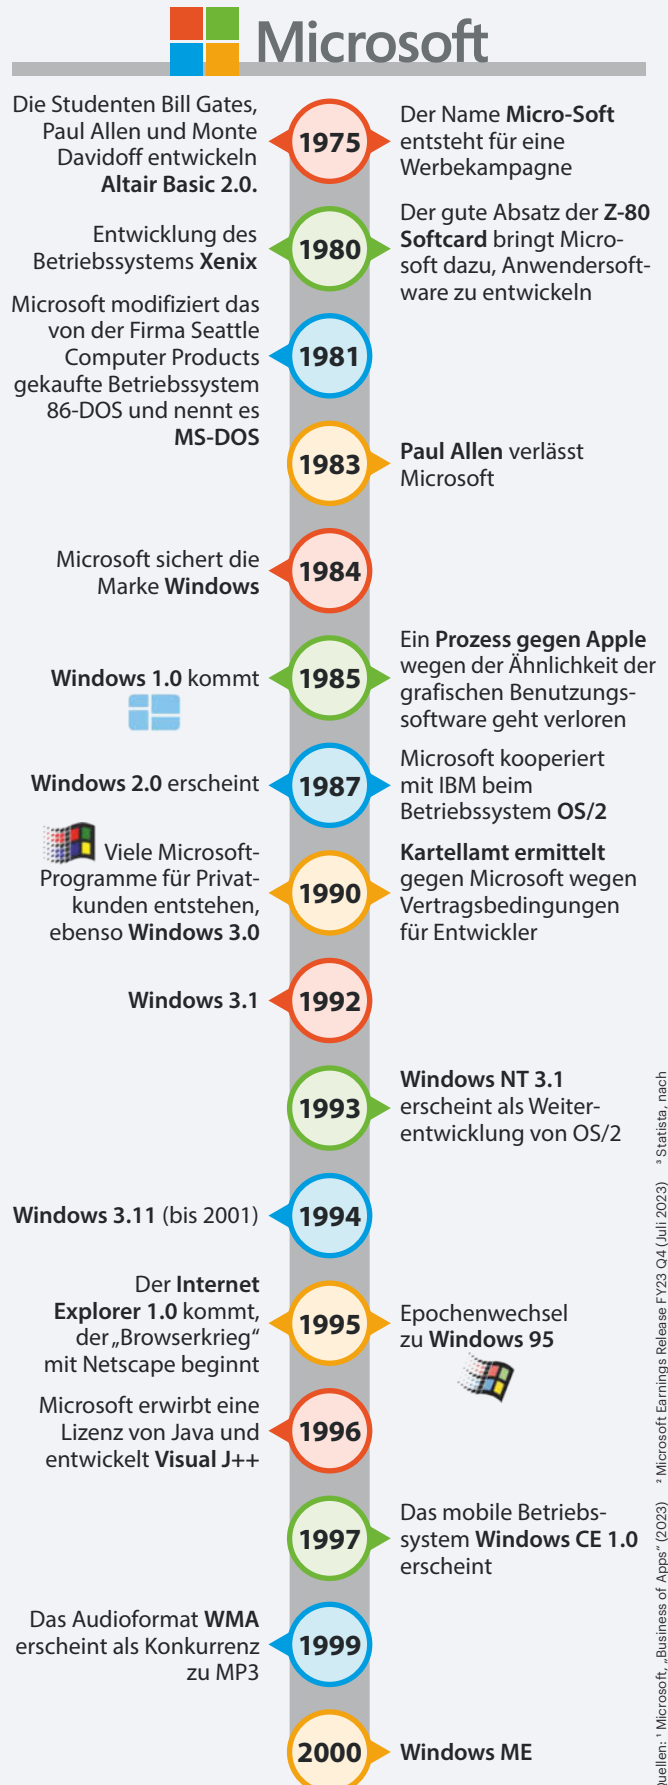 Microsoft
Die Studenten Bill Gates,
Paul Allen und Monte
Davidoff entwickeln
Altair Basic 2.0.
1975
Der Name Micro-Soft
entsteht für eine
Werbekampagne
Entwicklung des
Betriebssystems Xenix
1980
Der gute Absatz der Z-80
Softcard bringt Micro-
soft dazu, Anwendersoft-
ware zu entwickeln
Microsoft modifiziert das
von der Firma Seattle
Computer Products
gekaufte Betriebssystem
86-DOS und nennt es
MS-DOS
1981
1983
Paul Allen verlässt
Microsoft
Microsoft sichert die
Marke Windows
1984
Windows 1.0 kommt
1985
Ein Prozess gegen Apple
wegen der Ähnlichkeit der
grafischen Benutzungs-
software geht verloren
Windows 2.0 erscheint
1987
Microsoft kooperiert
mit IBM beim
Betriebssystem OS/2
Viele Microsoft-
Programme für Privat-
kunden entstehen,
ebenso Windows 3.0
1990
Kartellamt ermittelt
gegen Microsoft wegen
Vertragsbedingungen
für Entwickler
Windows 3.1
1992
1993
Windows NT 3.1
erscheint als Weiter-
entwicklung von OS/2
Windows 3.11 (bis 2001)
1994
Der Internet
Explorer 1.0 kommt,
der „Browserkrieg“
mit Netscape beginnt
1995
Epochenwechsel
zu Windows 95
Microsoft erwirbt eine
Lizenz von Java und
entwickelt Visual J++
1996
1997
Das mobile Betriebs-
system Windows CE 1.0
erscheint
Das Audioformat WMA
erscheint als Konkurrenz
zu MP3
1999
2000
Windows ME
¹ Microsoft, „Business of Apps“ (2023) ² Microsoft Earnings Release FY23 Q4 (Juli 2023) ³ Statista, nach